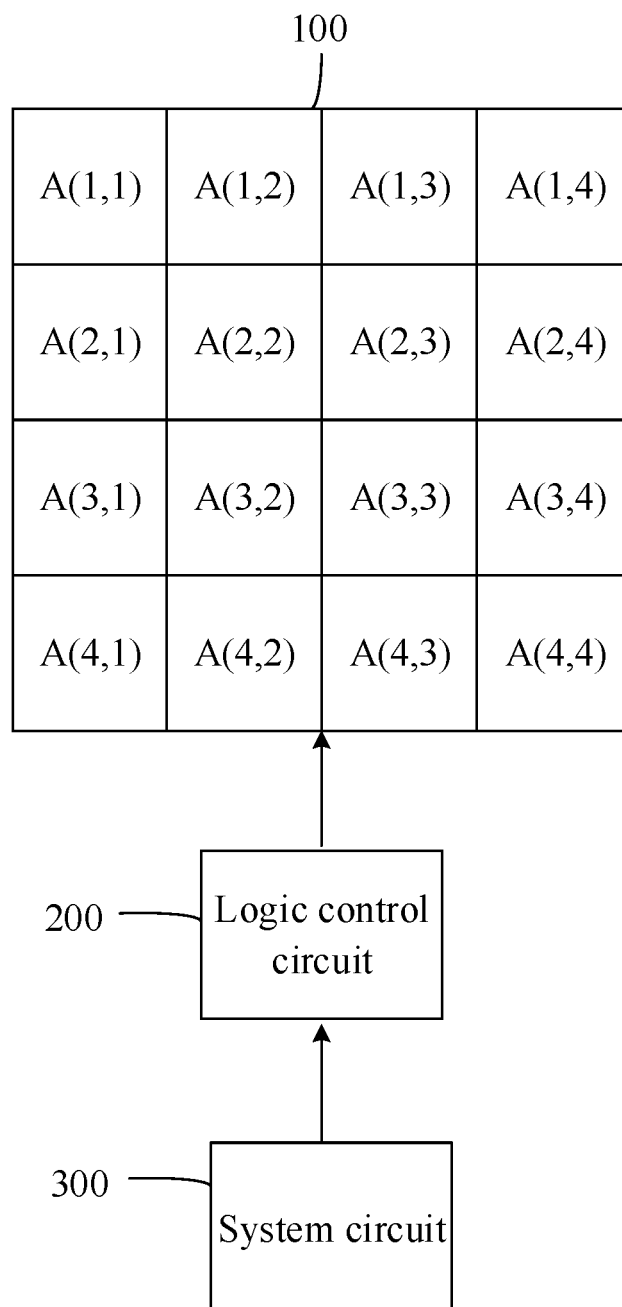 100
A(1,1) A(1,2) A(1,3) A(1,4)
A(2,1) A(2,2) A(2,3) A(2,4)
A(3,1) A(3,2) A(3,3) A(3,4)
A(4,1) A(4,2) A(4,3) A(4,4)
200
Logic control
circuit
300
System circuit